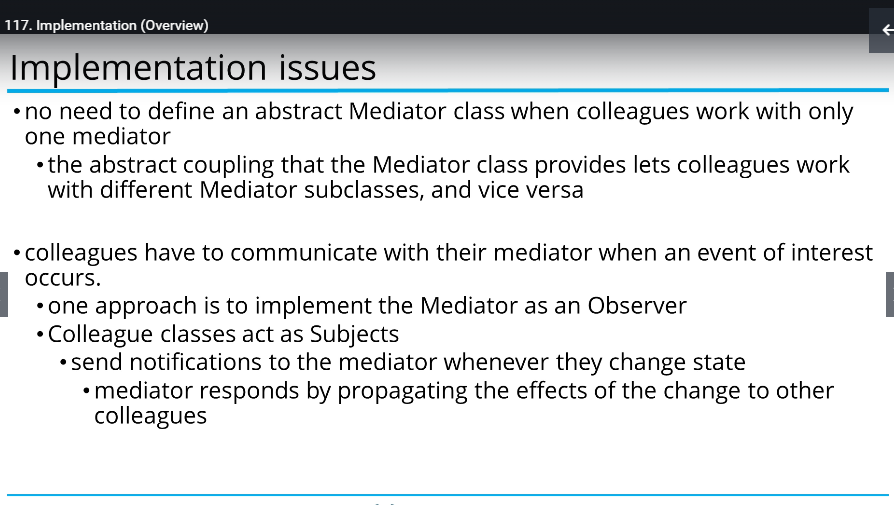 117. Implementation (Overview)
Implementation issues
• no need to define an abstract Mediator class when colleagues work with only
one mediator
• the abstract coupling that the Mediator class provides lets colleagues work
with different Mediator subclasses, and vice versa
• colleagues have to communicate with their mediator when an event of interest
occurs.
• one approach is to implement the Mediator as an Observer
• Colleague classes act as Subjects
• send notifications to the mediator whenever they change state
• mediator responds by propagating the effects of the change to other
colleagues